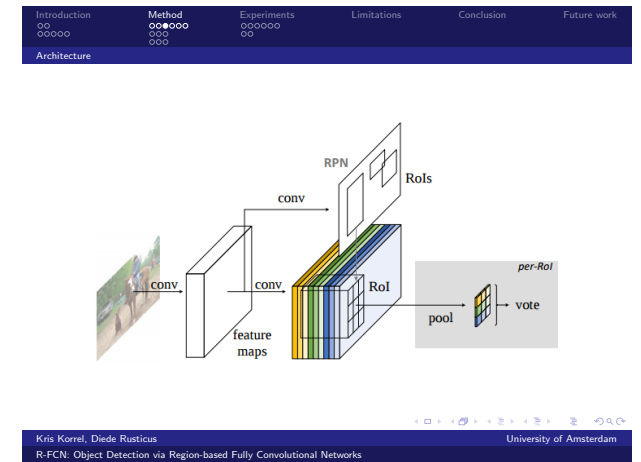 Introduction Method Experiments Limitations Conclusion Future work
Architecture
RPN
RoIs
conv
conv
conv
RoI
feature
maps
per-RoI
pool
vote
Kris Korrel, Diede Rusticus University of Amsterdam
R-FCN: Object Detection via Region-based Fully Convolutional Networks